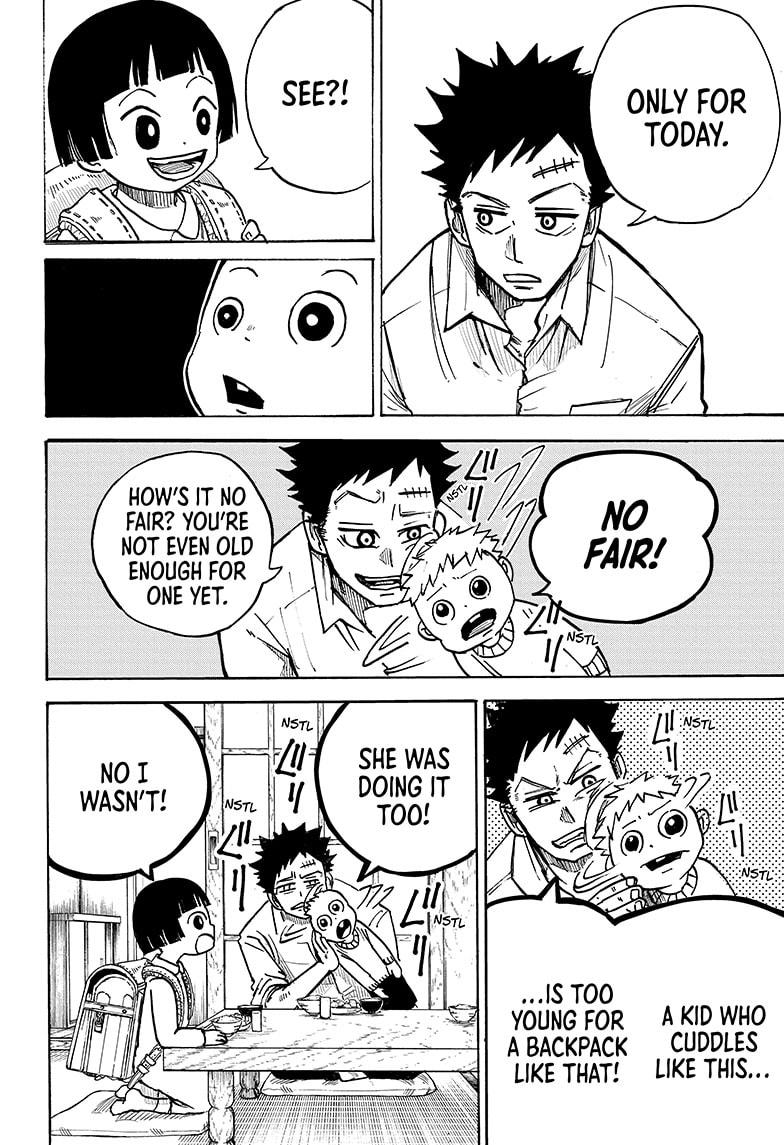 ONLY FOR
TODAY.
SEE?!
NO
FAIR!
NSTL
NSTL
HOW'S IT NO
FAIR? YOU'RE
NOT EVEN OLD
ENOUGH FOR
ONE YET.
NSTL
NSTL
A KID WHO
CUDDLES
LIKE THIS...
...IS TOO
YOUNG FOR
A BACKPACK
LIKE THAT!
SHE WAS
DOING IT
TOO!
NSTL
NSTL
NSTL
NO I
WASN'T!